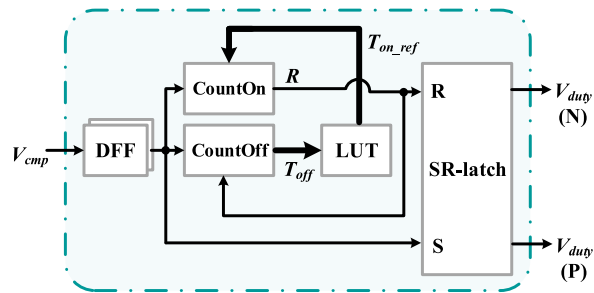 T_on_ref
CountOn
R
R
V_duty
(N)
V_cmp
DFF
CountOff
T_off
LUT
SR-latch
S
V_duty
(P)